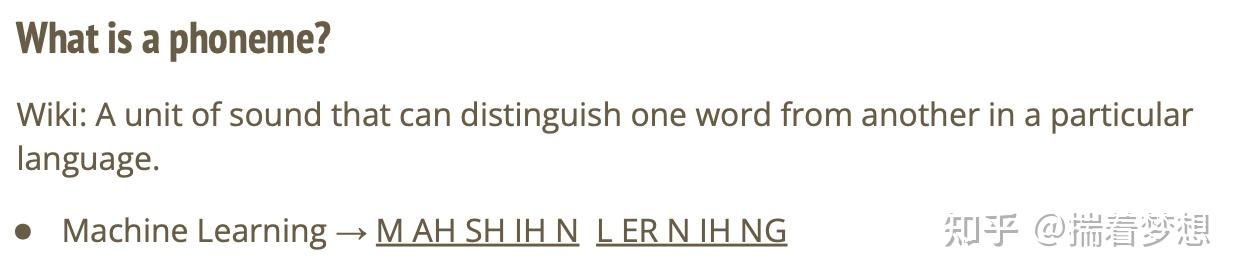 What is a phoneme?
Wiki: A unit of sound that can distinguish one word from another in a particular
language.
● Machine Learning → M AH SH IH N  L ER N IH NG
知乎 @揣着梦想